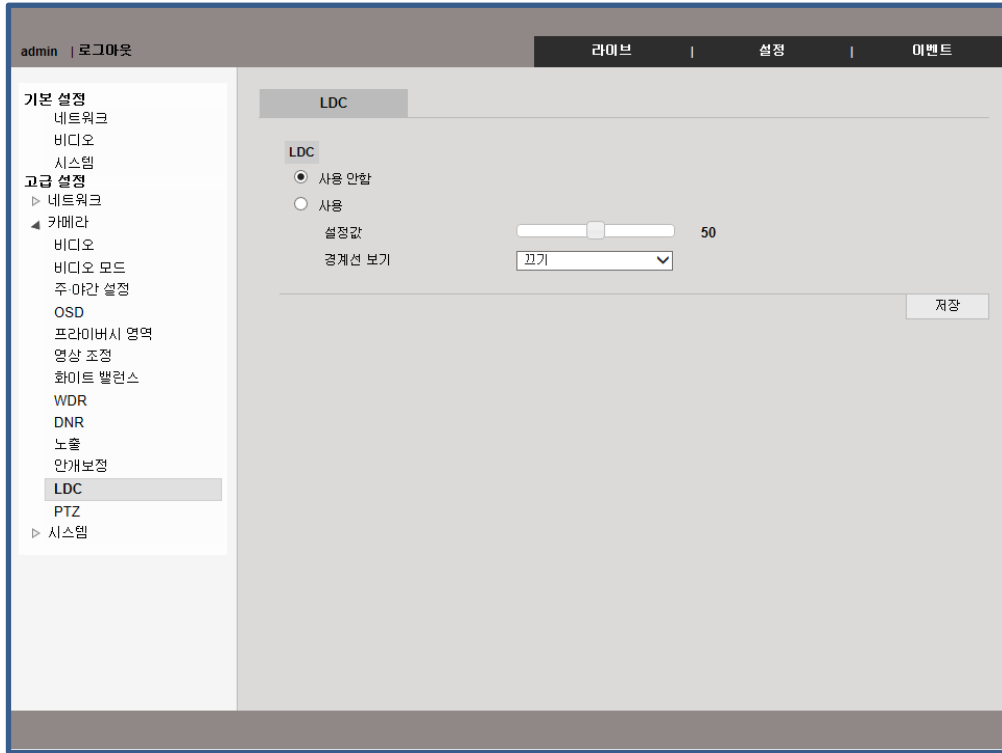 admin | 로그아웃
라이브 | 설정 | 이벤트
기본 설정
네트워크
비디오
시스템
고급 설정
▷ 네트워크
◢ 카메라
비디오
비디오 모드
주·야간 설정
OSD
프라이버시 영역
영상 조정
화이트 밸런스
WDR
DNR
노출
안개보정
LDC
PTZ
▷ 시스템
LDC
LDC
사용 안함
사용
설정값 50
경계선 보기 끄기
저장